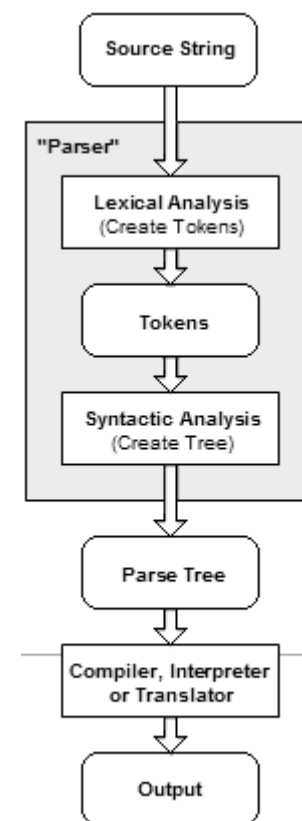 Source String
"Parser"
Lexical Analysis
(Create Tokens)
Tokens
Syntactic Analysis
(Create Tree)
Parse Tree
Compiler, Interpreter
or Translator
Output